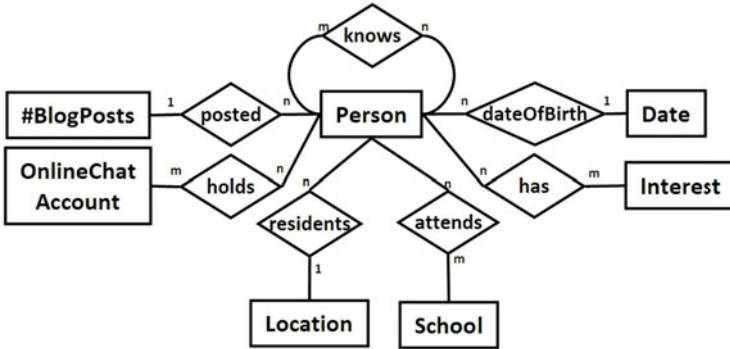 m
knows
n
#BlogPosts
1
posted
n
Person
n
dateOfBirth
1
Date
OnlineChat
Account
m
holds
n
n
has
m
Interest
n
residents
1
n
attends
m
Location
School